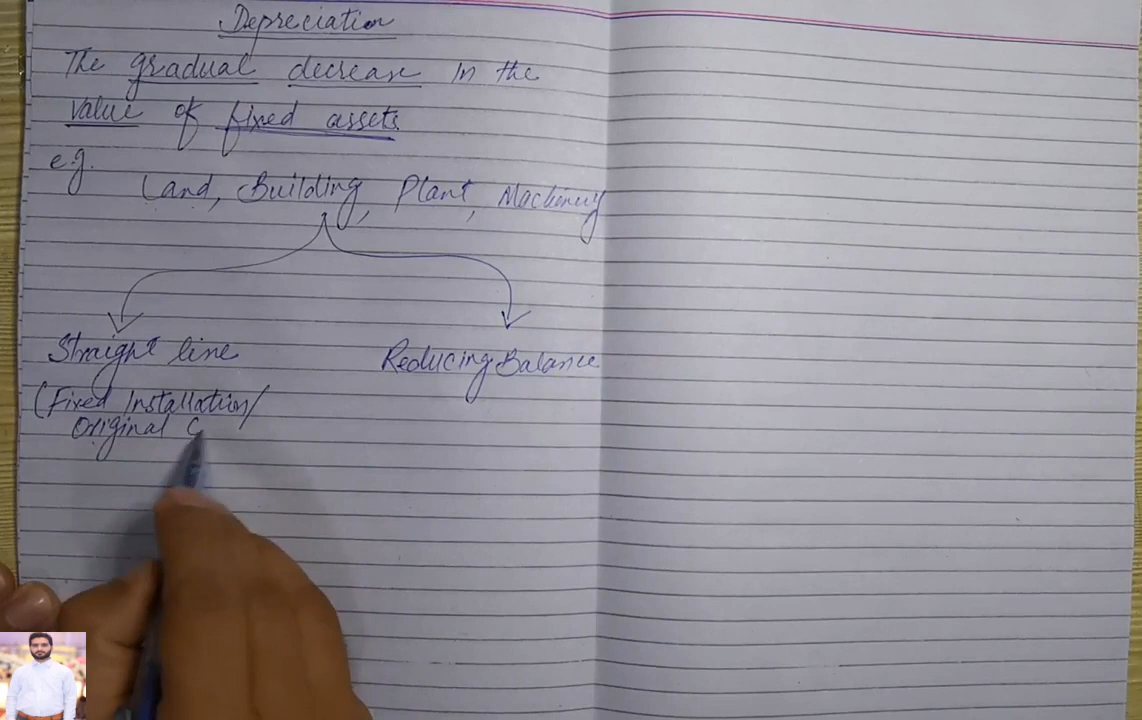 Depreciation
The gradual decrease in the
value of fixed assets.
e.g.
Land, Building, Plant, Machinery
Straight line
Reducing Balance
(Fixed Installation/
Original C